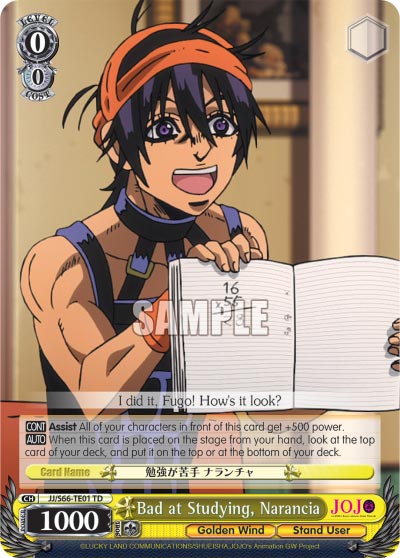 LEVEL
0
0
COST
16
×55
SAMPLE
I did it, Fugo! How's it look?
CONT Assist All of your characters in front of this card get +500 power.
AUTO When this card is placed on the stage from your hand, look at the top
card of your deck, and put it on the top or at the bottom of your deck.
Card Name
勉強が苦手 ナランチャ
CD JJ/S66-TE01 TD
POWER
1000
Bad at Studying, Narancia
JOJO
Golden Wind
Stand User
©LUCKY LAND COMMUNICATIONS/SHUEISHA,JOJO's Animation GW Project